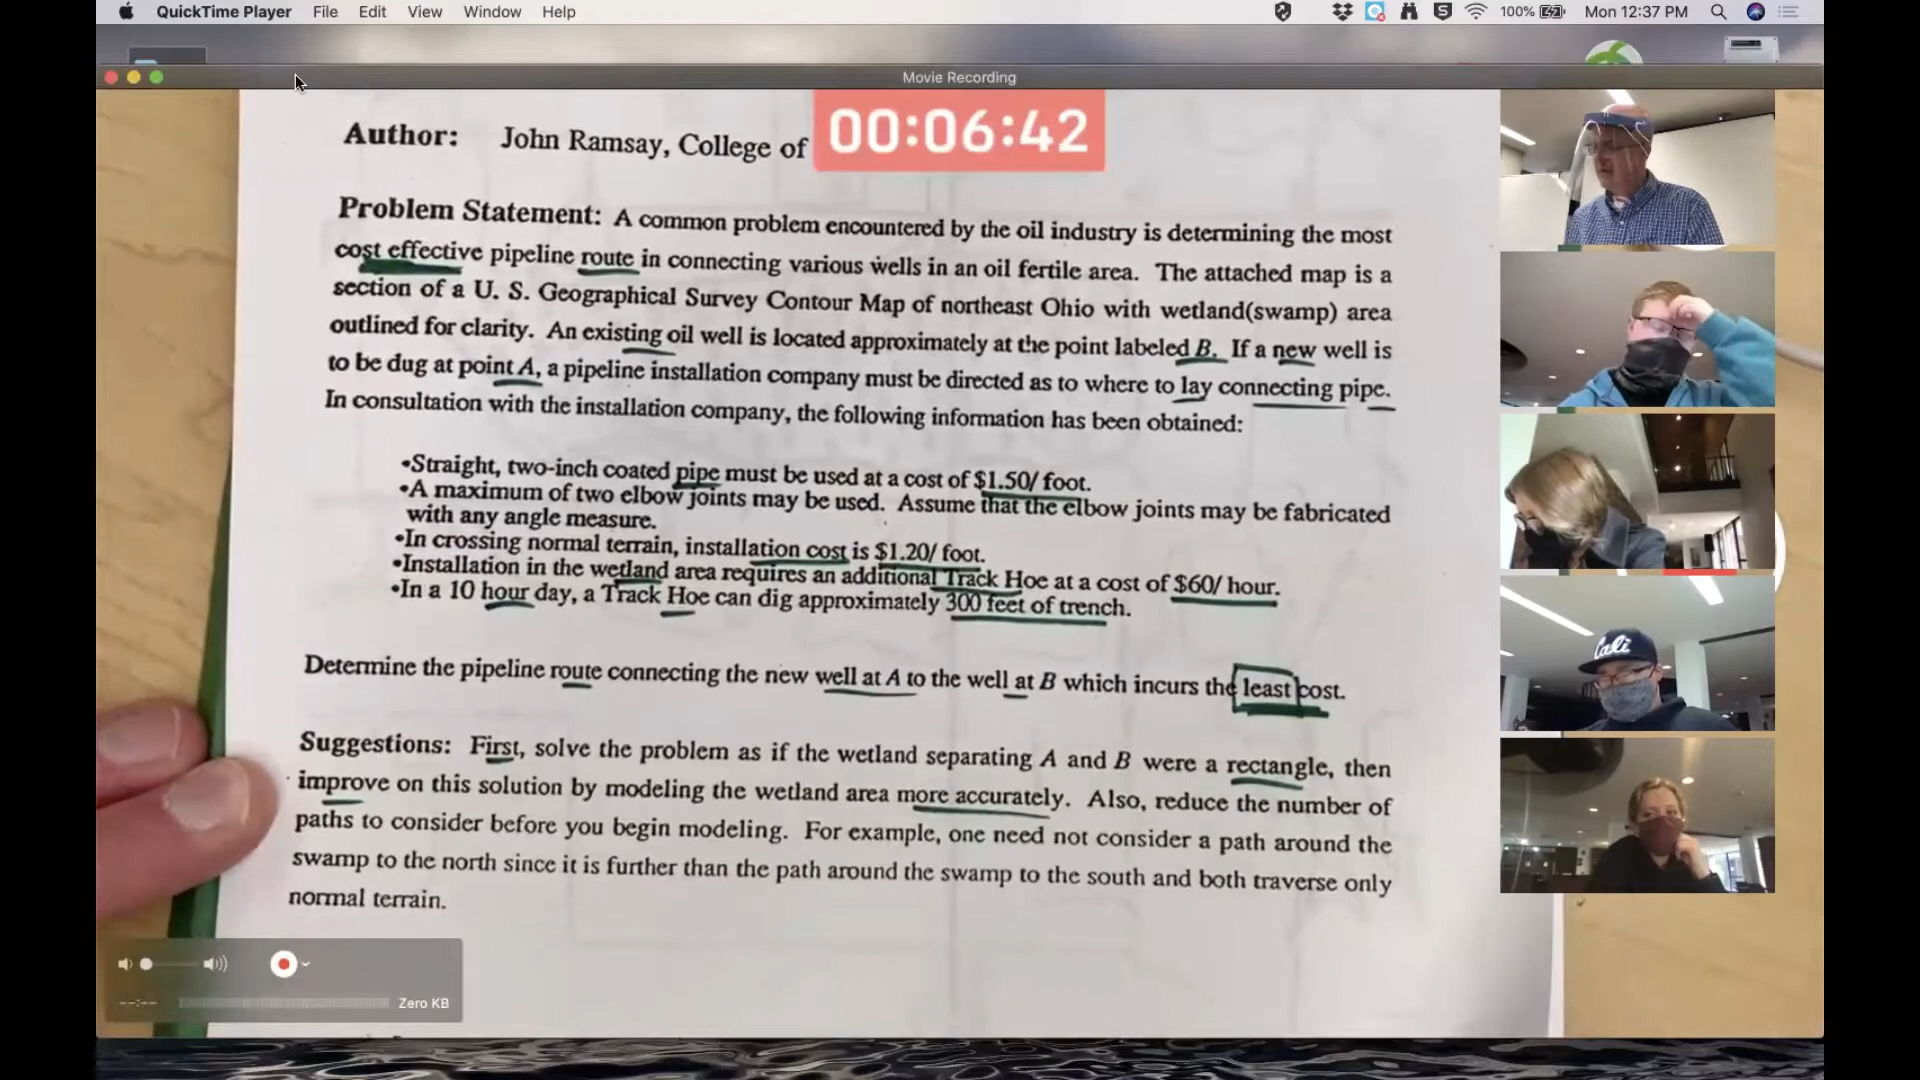 QuickTime Player File Edit View Window Help 100% Mon 12:37 PM
Movie Recording
00:06:42
Author: John Ramsay, College of
Problem Statement: A common problem encountered by the oil industry is determining the most
cost effective pipeline route in connecting various wells in an oil fertile area. The attached map is a
section of a U. S. Geographical Survey Contour Map of northeast Ohio with wetland(swamp) area
outlined for clarity. An existing oil well is located approximately at the point labeled B. If a new well is
to be dug at point A, a pipeline installation company must be directed as to where to lay connecting pipe.
In consultation with the installation company, the following information has been obtained:
•Straight, two-inch coated pipe must be used at a cost of $1.50/ foot.
•A maximum of two elbow joints may be used. Assume that the elbow joints may be fabricated
with any angle measure.
•In crossing normal terrain, installation cost is $1.20/ foot.
•Installation in the wetland area requires an additional Track Hoe at a cost of $60/ hour.
•In a 10 hour day, a Track Hoe can dig approximately 300 feet of trench.
Determine the pipeline route connecting the new well at A to the well at B which incurs the least cost.
Suggestions: First, solve the problem as if the wetland separating A and B were a rectangle, then
improve on this solution by modeling the wetland area more accurately. Also, reduce the number of
paths to consider before you begin modeling. For example, one need not consider a path around the
swamp to the north since it is further than the path around the swamp to the south and both traverse only
normal terrain.
Cali
--:-- Zero KB